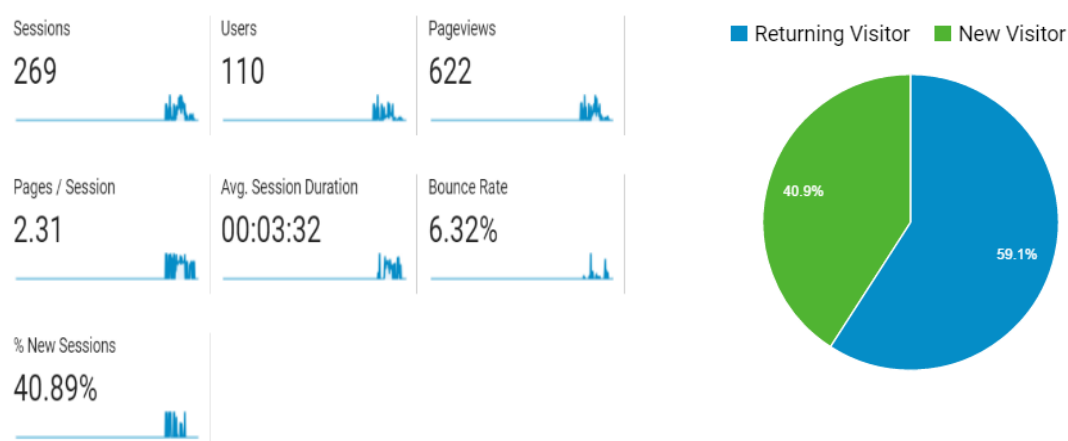 Sessions
269
Users
110
Pageviews
622
Pages / Session
2.31
Avg. Session Duration
00:03:32
Bounce Rate
6.32%
% New Sessions
40.89%
Returning Visitor
New Visitor
40.9%
59.1%